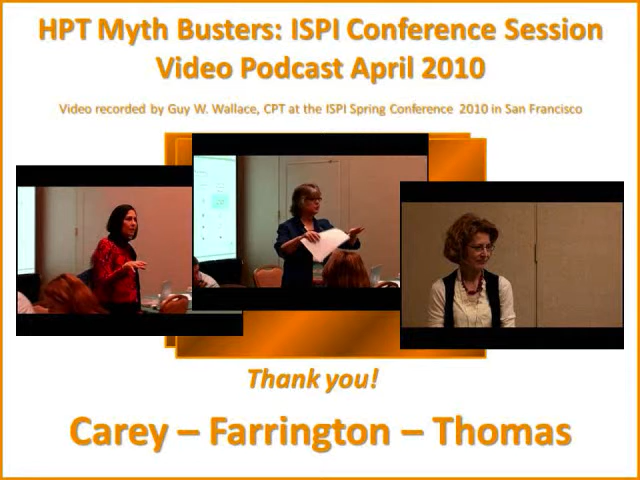 HPT Myth Busters: ISPI Conference Session
Video Podcast April 2010
Video recorded by Guy W. Wallace, CPT at the ISPI Spring Conference 2010 in San Francisco
Thank you!
Carey – Farrington – Thomas